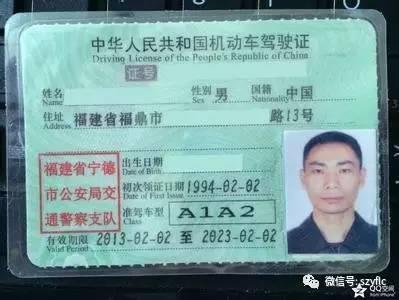 中华人民共和国机动车驾驶证
Driving License of the People's Republic of China
证号
姓名 性别 男 国籍 中国
Name Sex Nationality
住址 福建省福鼎市 路13号
Address
出生日期
Date of Birth
福建省宁德
市公安局交
通警察支队
初次领证日期 1994-02-02
Date of First Issue
准驾车型 A1A2
Class
有效期限 2013-02-02 至 2023-02-02
Valid Period
微信号: szyflc
QQ空间
from iPhone